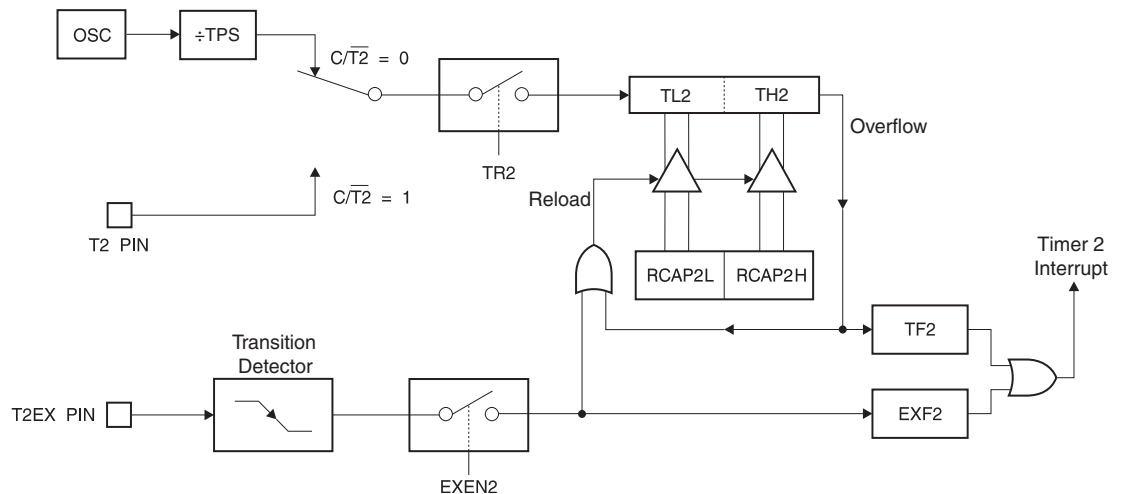 OSC
÷TPS
C/T2̅ = 0
TR2
TL2
TH2
Overflow
C/T2̅ = 1
T2 PIN
Reload
RCAP2L
RCAP2H
Timer 2
Interrupt
TF2
Transition
Detector
T2EX PIN
EXF2
EXEN2